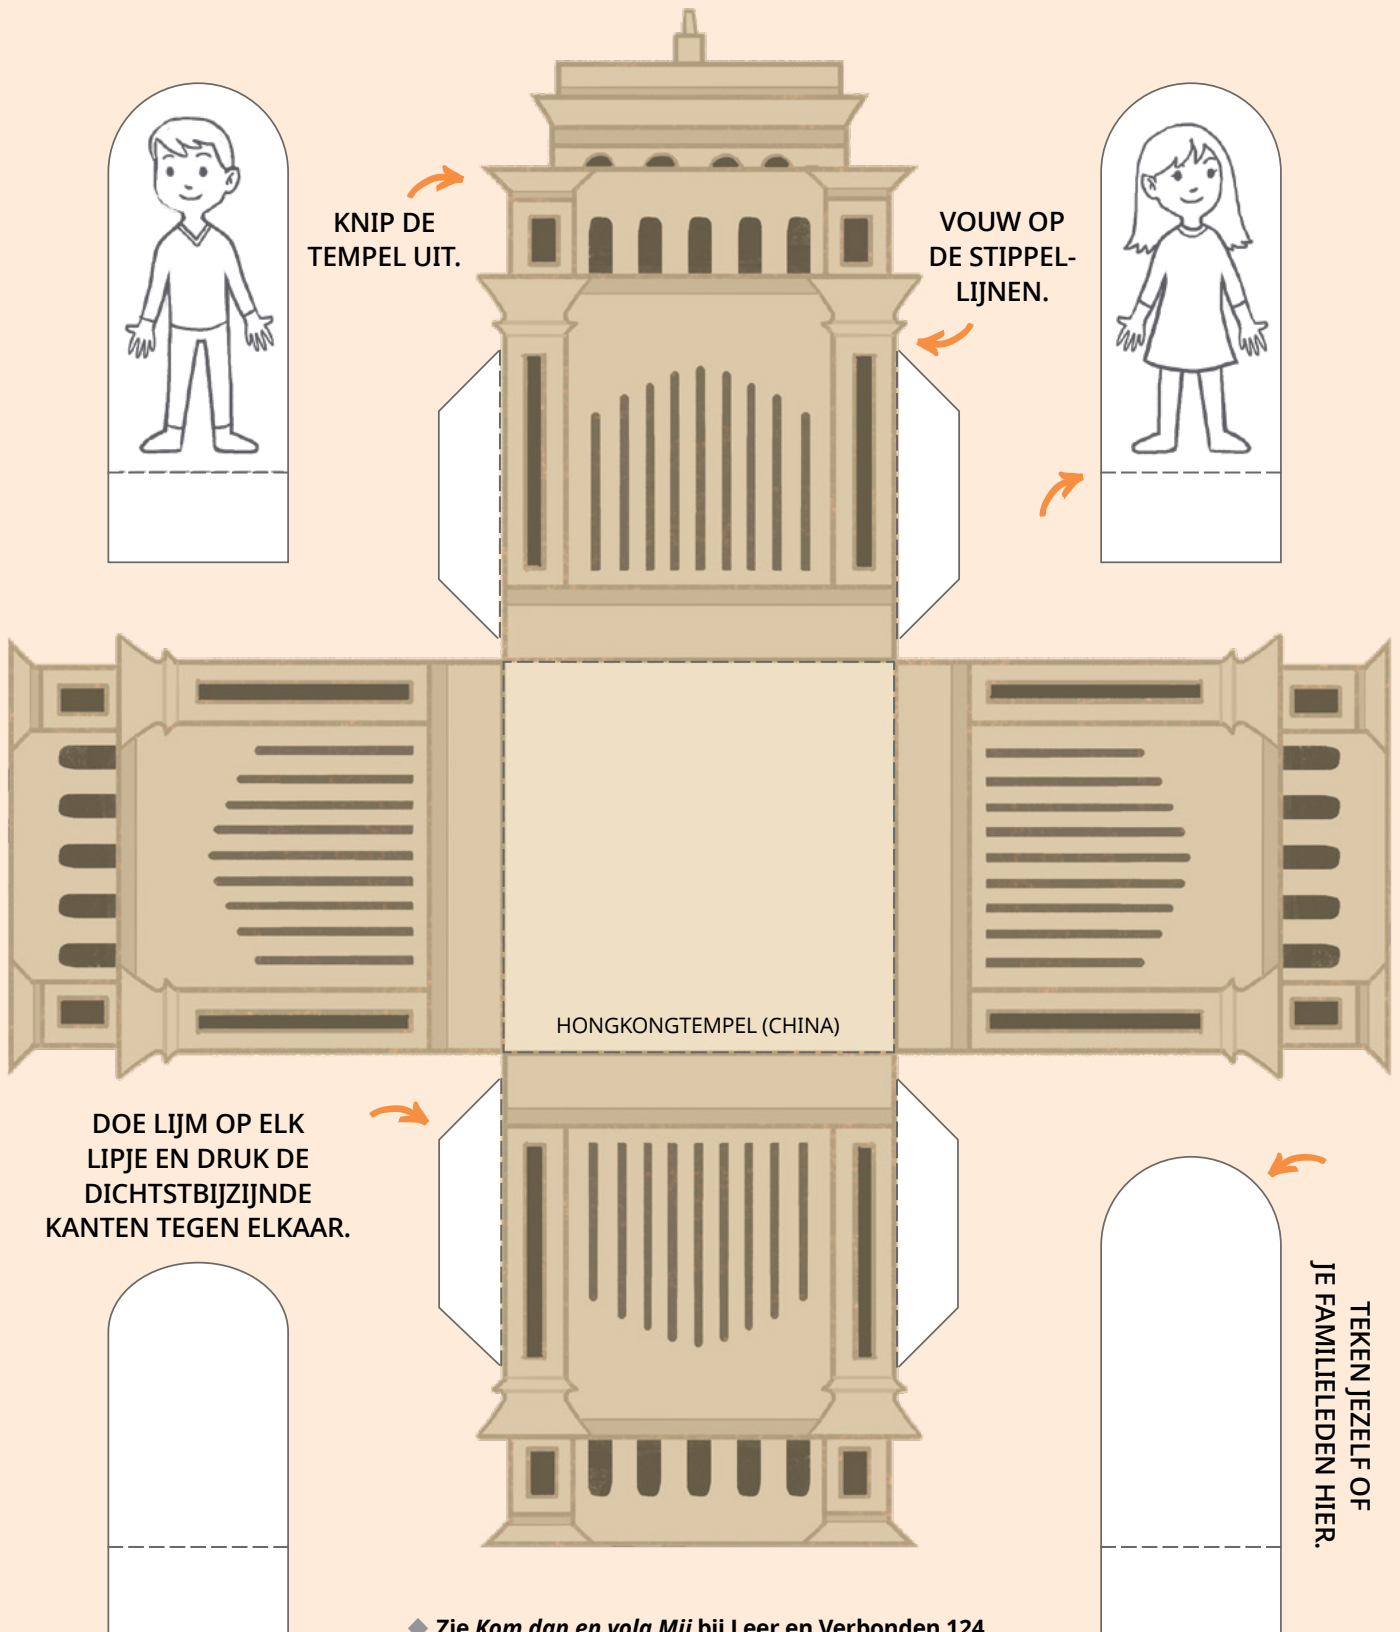 KNIP DE
TEMPEL UIT.
VOUW OP
DE STIPPEL-
LIJNEN.
HONGKONGTEMPEL (CHINA)
DOE LIJM OP ELK
LIPJE EN DRUK DE
DICHTSTBIJZIJNDE
KANTEN TEGEN ELKAAR.
TEKEN JEZELF OF
JE FAMILIELEDEN HIER.
Zie Kom dan en volg Mij bij Leer en Verbonden 124